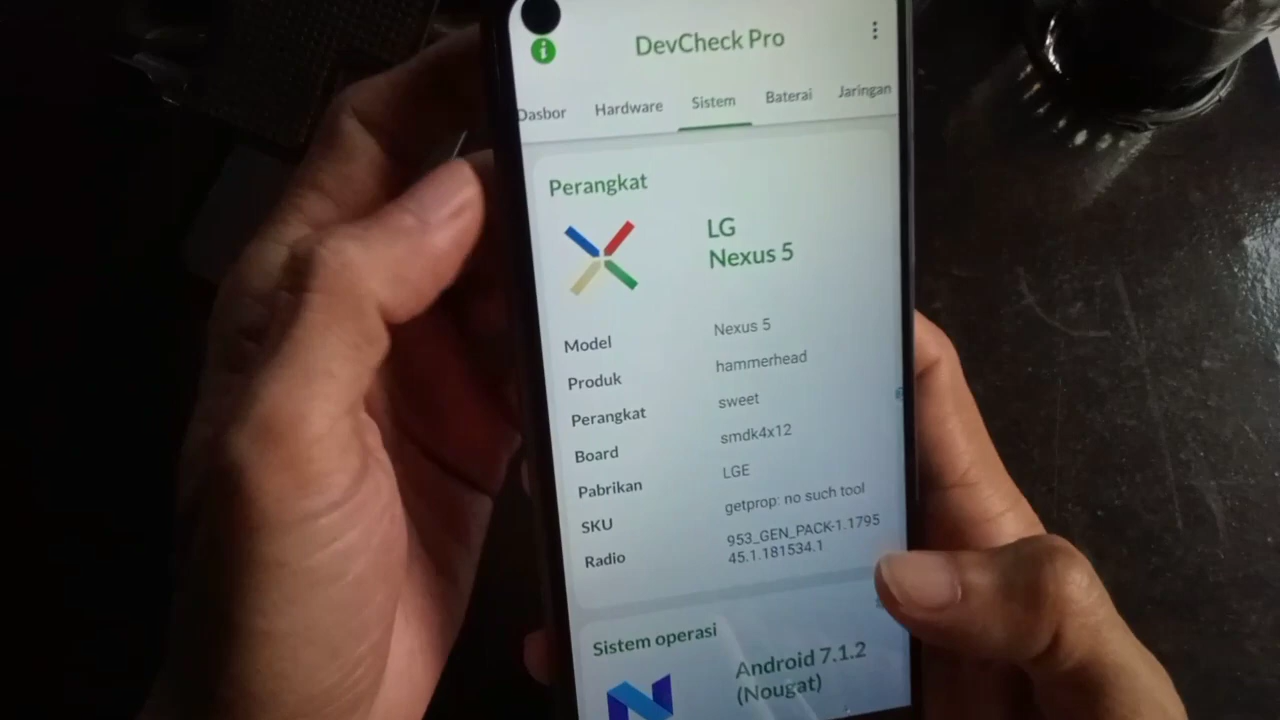 DevCheck Pro
Dasbor Hardware Sistem Baterai Jaringan
Perangkat
LG
Nexus 5
Model Nexus 5
Produk hammerhead
Perangkat sweet
Board smdk4x12
Pabrikan LGE
SKU getprop: no such tool
Radio 953_GEN_PACK-1.1795
45.1.181534.1
Sistem operasi
Android 7.1.2
(Nougat)